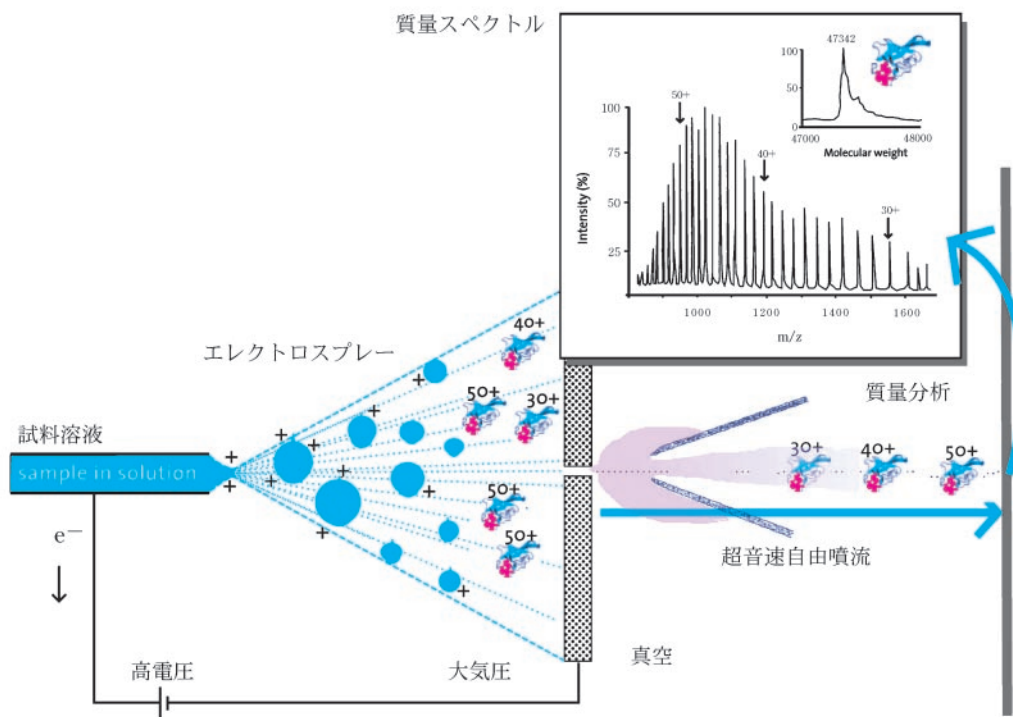 質量スペクトル
47342
100
50
0
47000
48000
Molecular weight
50+
40+
30+
100
75
50
25
Intensity (%)
1000
1200
1400
1600
m/z
エレクトロスプレー
40+
50+
30+
50+
50+
試料溶液
sample in solution
+
+
+
+
+
+
+
+
+
+
+
+
e−
高電圧
大気圧
真空
質量分析
30+
40+
50+
超音速自由噴流